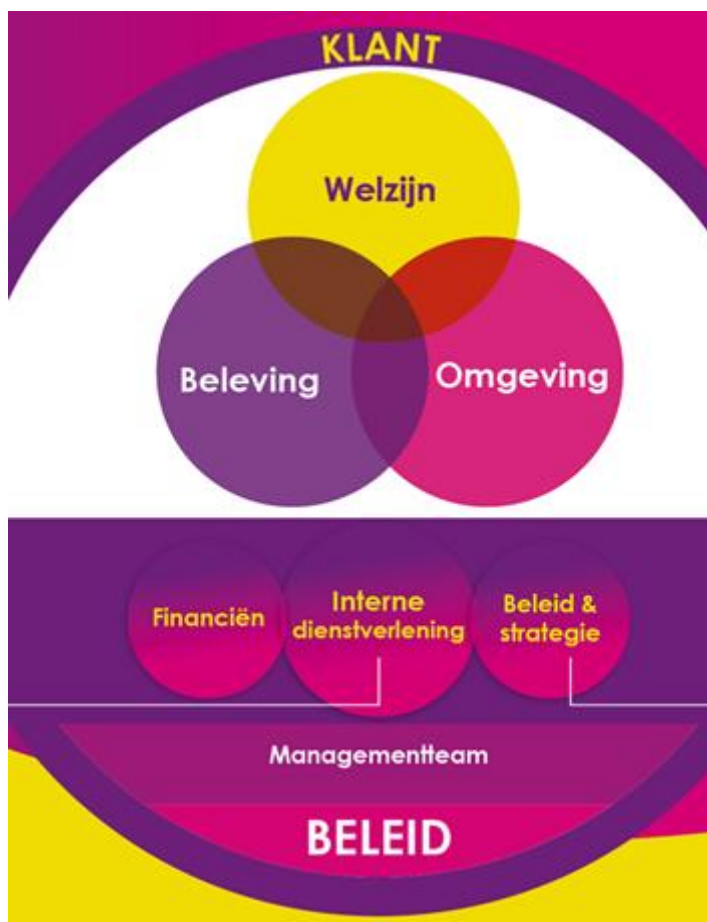 KLANT
Welzijn
Beleving
Omgeving
Financiën
Interne
dienstverlening
Beleid &
strategie
Managementteam
BELEID